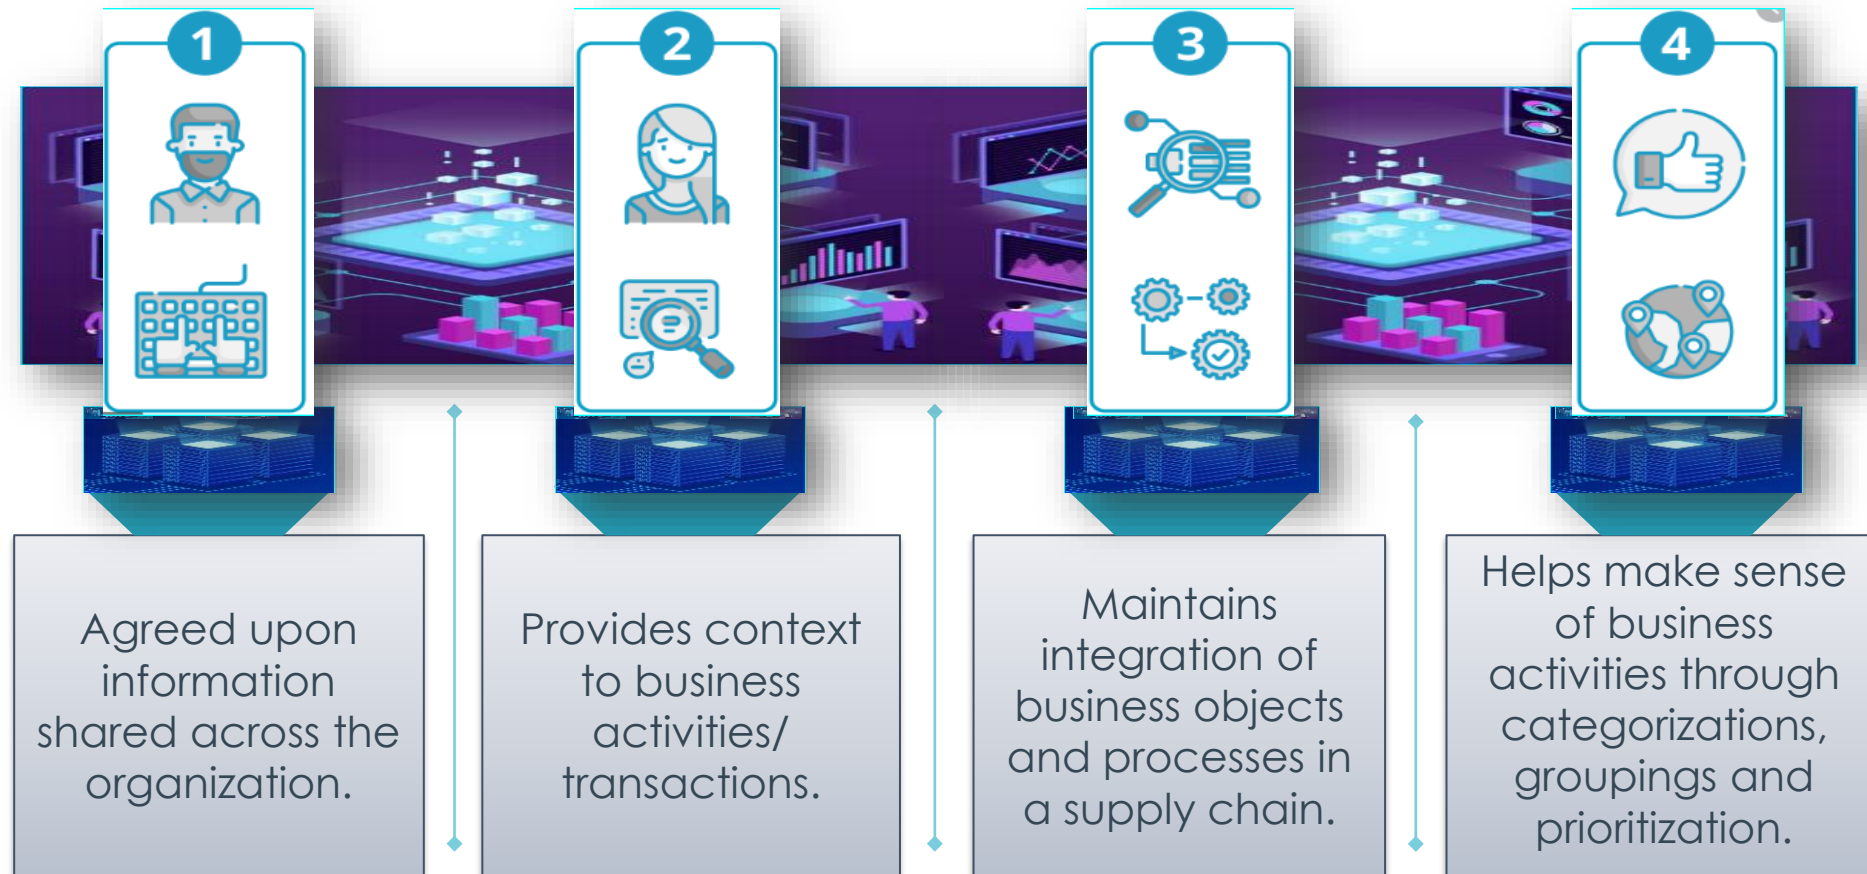 1
2
3
4
Agreed upon
information
shared across the
organization.
Provides context
to business
activities/
transactions.
Maintains
integration of
business objects
and processes in
a supply chain.
Helps make sense
of business
activities through
categorizations,
groupings and
prioritization.